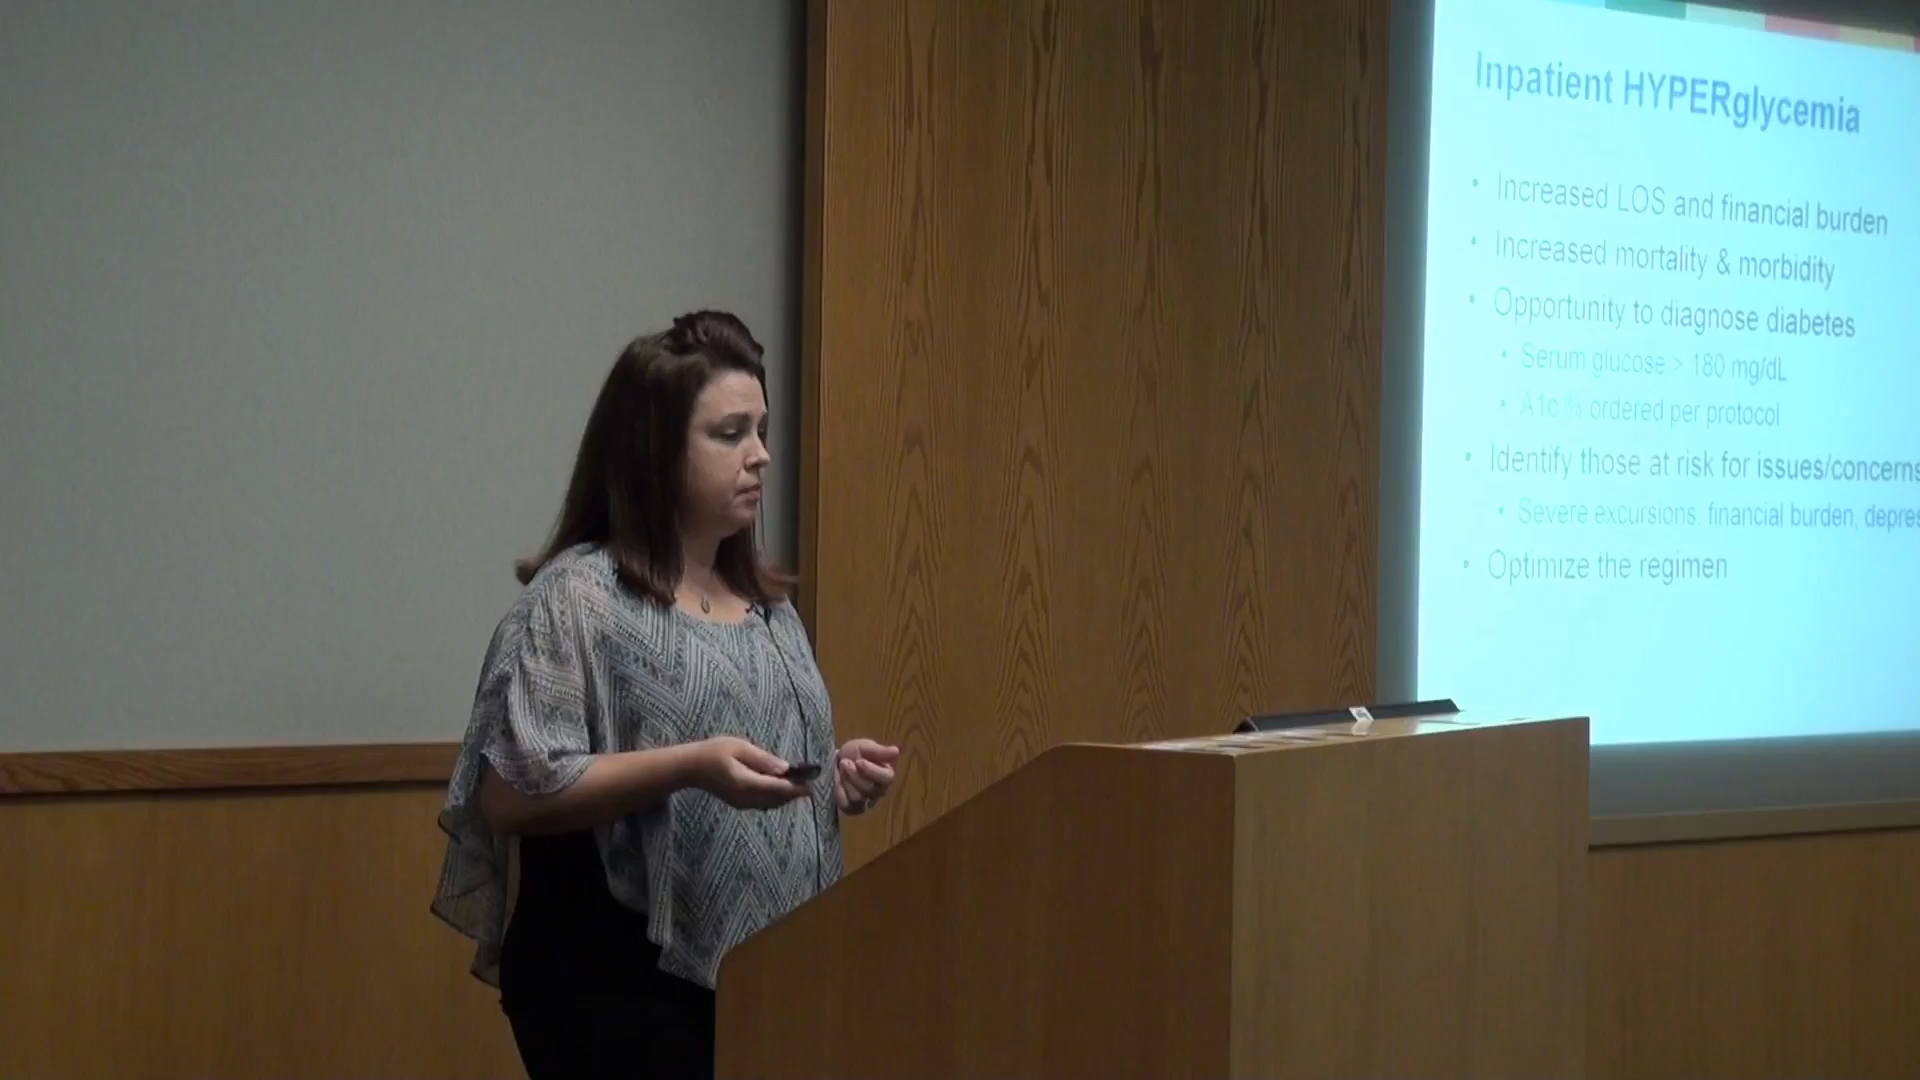 Inpatient HYPERglycemia
• Increased LOS and financial burden
• Increased mortality & morbidity
• Opportunity to diagnose diabetes
• Serum glucose > 180 mg/dL
• A1c % ordered per protocol
• Identify those at risk for issues/concerns
• Severe excursions, financial burden, depres
• Optimize the regimen